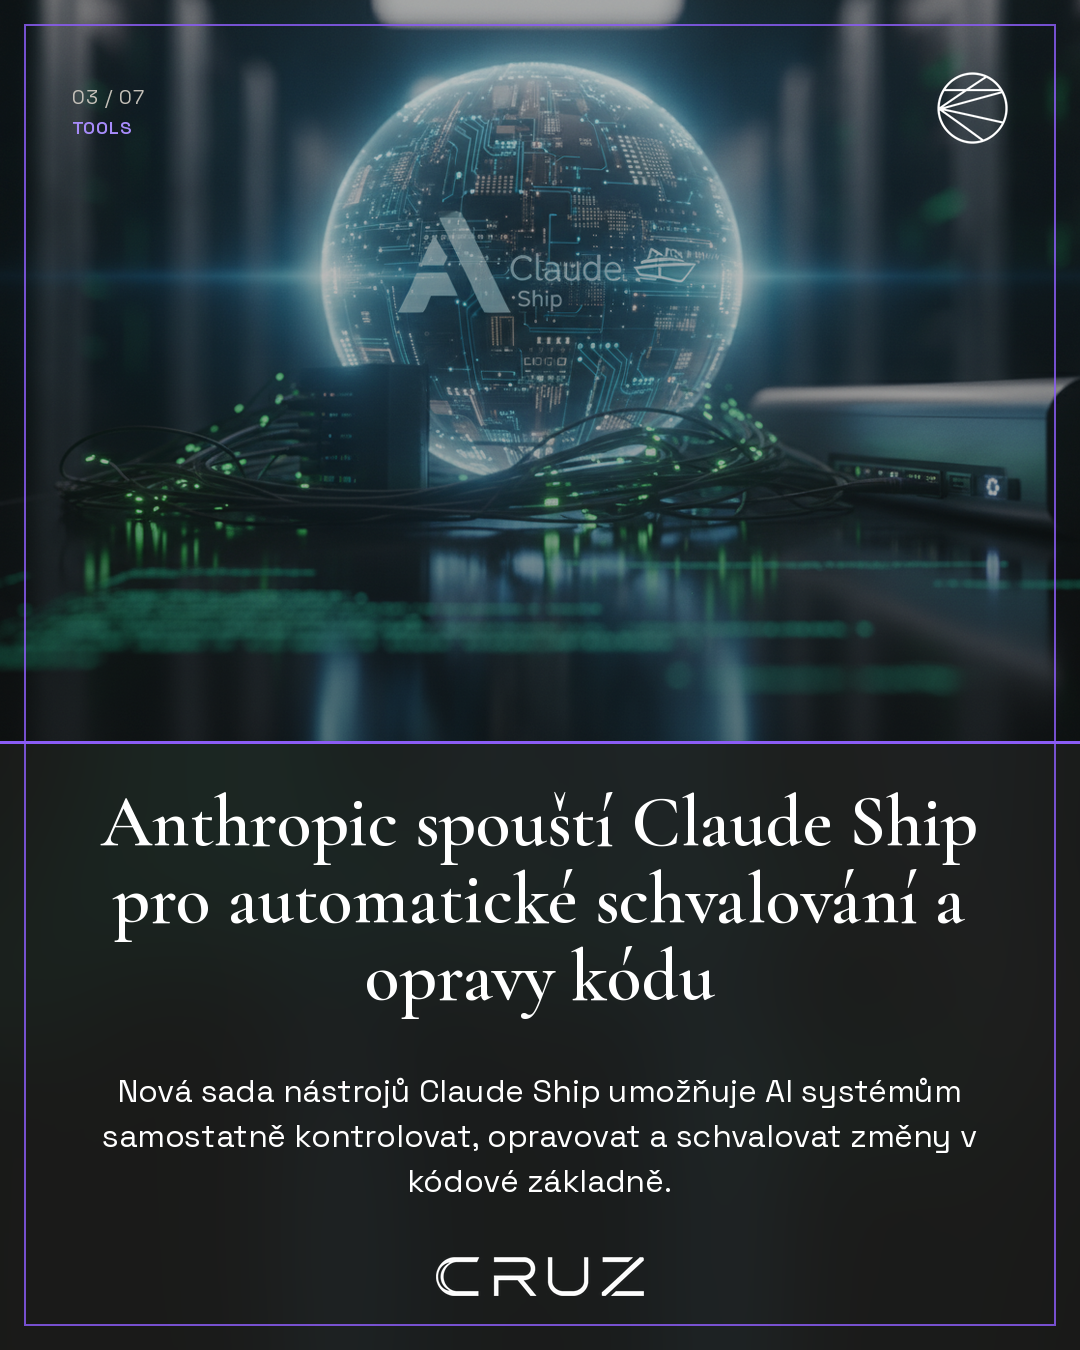 03 / 07
TOOLS
Claude
Ship
Anthropic spouští Claude Ship
pro automatické schvalování a
opravy kódu
Nová sada nástrojů Claude Ship umožňuje AI systémům
samostatně kontrolovat, opravovat a schvalovat změny v
kódové základně.
CRUZ